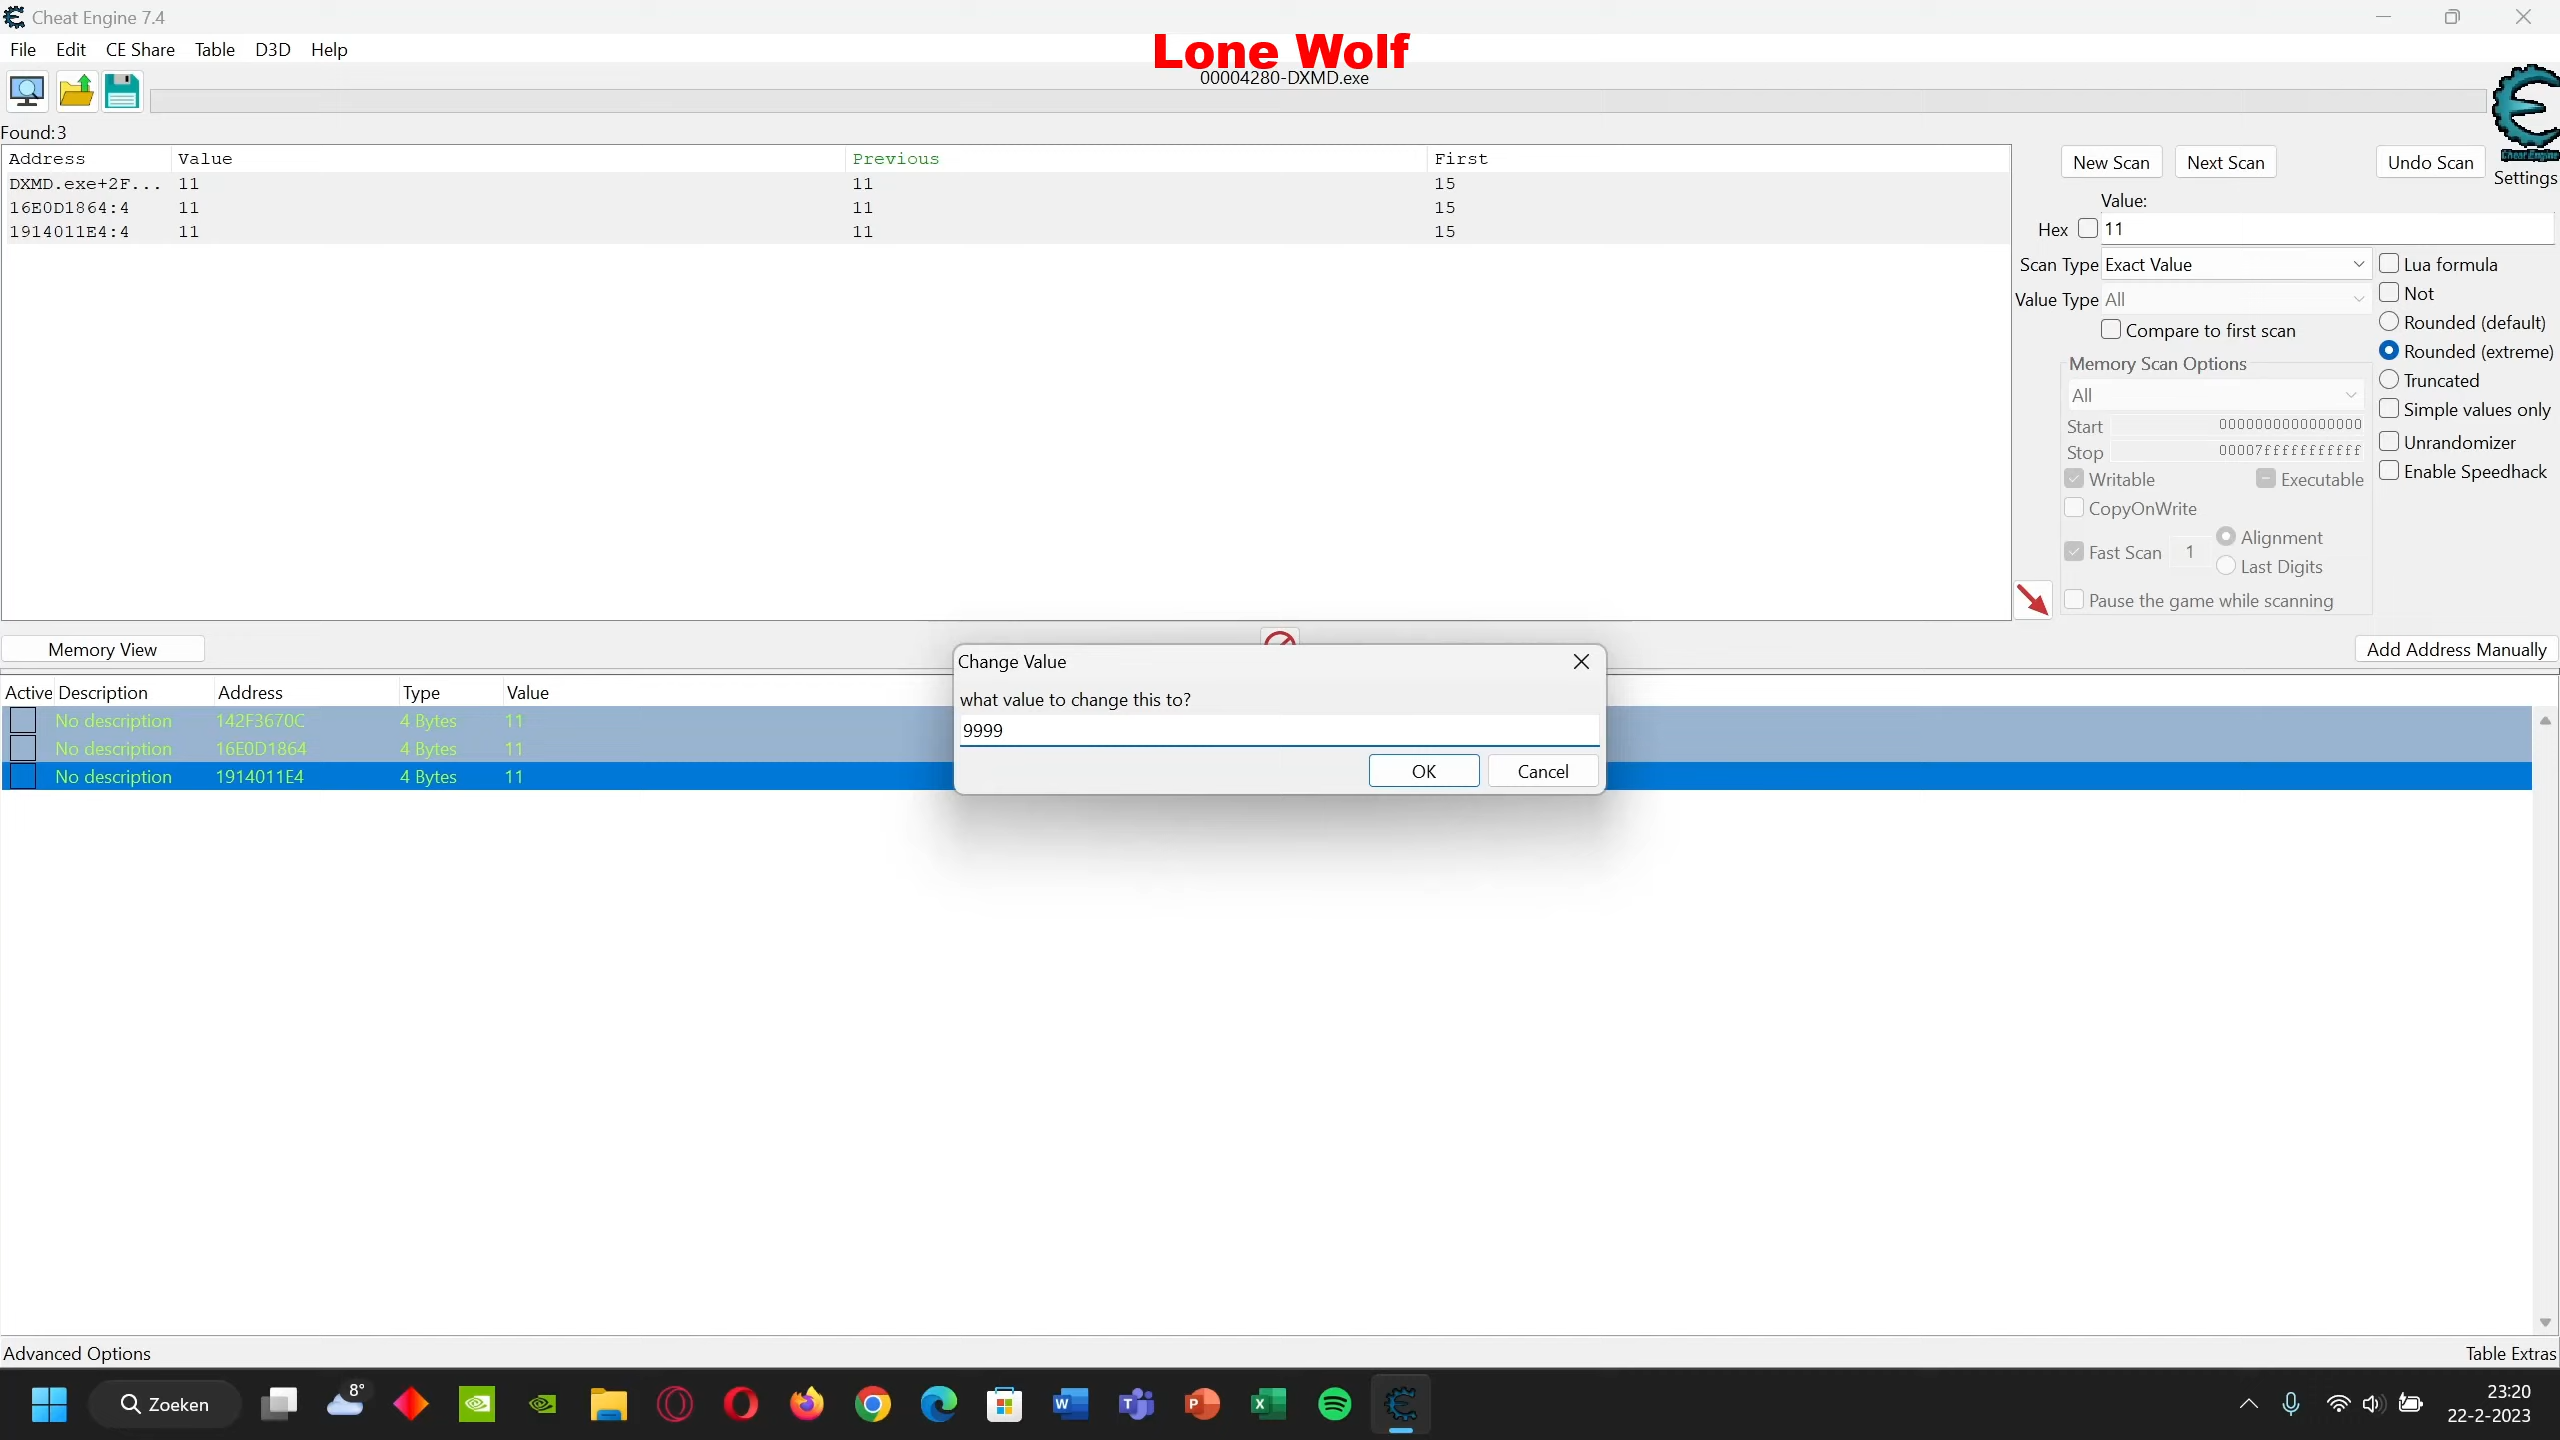 Cheat Engine 7.4
File Edit CE Share Table D3D Help
Lone Wolf
00004280-DXMD.exe
Found:3
Address Value Previous First
DXMD.exe+2F... 11 11 15
16E0D1864:4 11 11 15
1914011E4:4 11 11 15
New Scan Next Scan Undo Scan
Cheat Engine
Settings
Value:
Hex 11
Scan Type Exact Value Lua formula
Value Type All Not
Compare to first scan Rounded (default)
Memory Scan Options Rounded (extreme)
All Truncated
Simple values only
Start 0000000000000000
Stop 00007fffffffffff Unrandomizer
Writable Executable Enable Speedhack
CopyOnWrite
Fast Scan 1 Alignment
Last Digits
Pause the game while scanning
Memory View Add Address Manually
Active Description Address Type Value
No description 142F3670C 4 Bytes 11
No description 16E0D1864 4 Bytes 11
No description 1914011E4 4 Bytes 11
Change Value
what value to change this to?
9999
OK Cancel
Advanced Options Table Extras
Zoeken 8° 23:20
22-2-2023